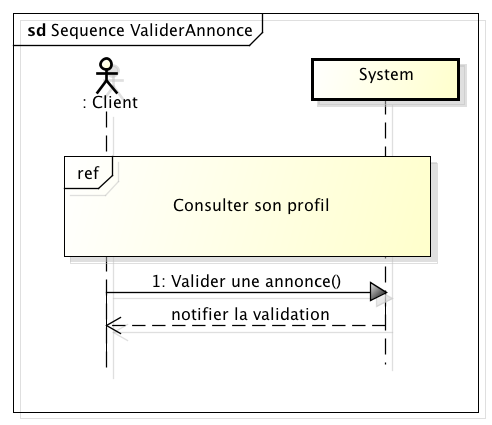 sd Sequence ValiderAnnonce
: Client
System
ref
Consulter son profil
1: Valider une annonce()
notifier la validation